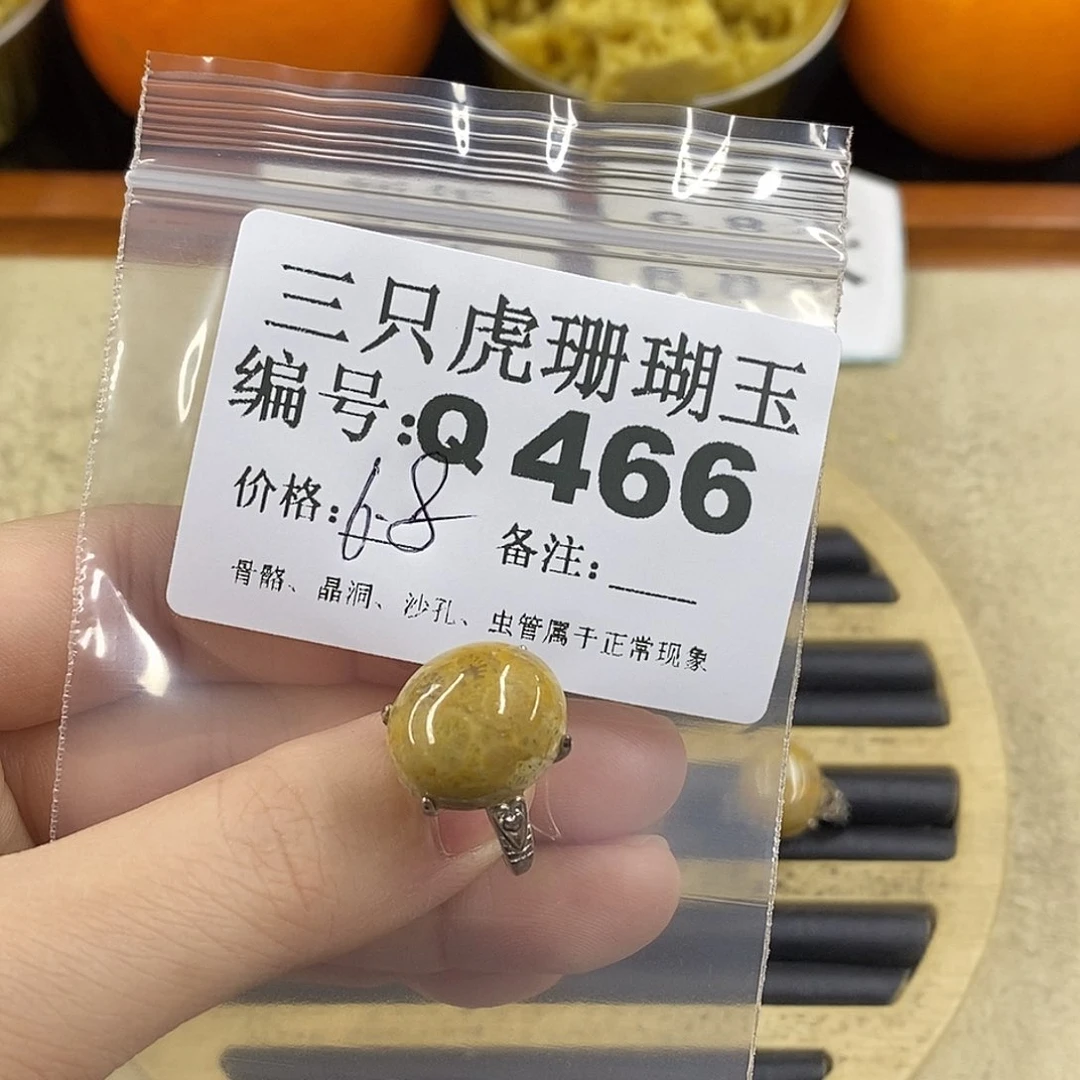 三只虎珊瑚玉
编号:Q 466
价格:68 备注:____
骨骼、晶洞、沙孔、虫管属于正常现象